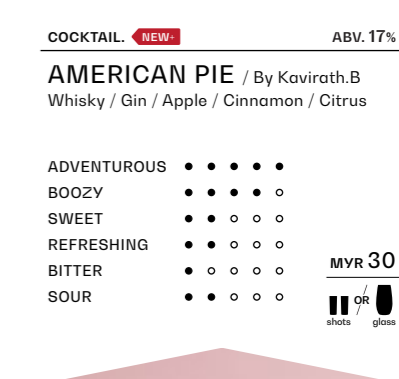 COCKTAIL. NEW+ ABV. 17%
AMERICAN PIE / By Kavirath.B
Whisky / Gin / Apple / Cinnamon / Citrus
ADVENTUROUS
BOOZY
SWEET
REFRESHING
BITTER
SOUR
MYR 30
OR
shots glass